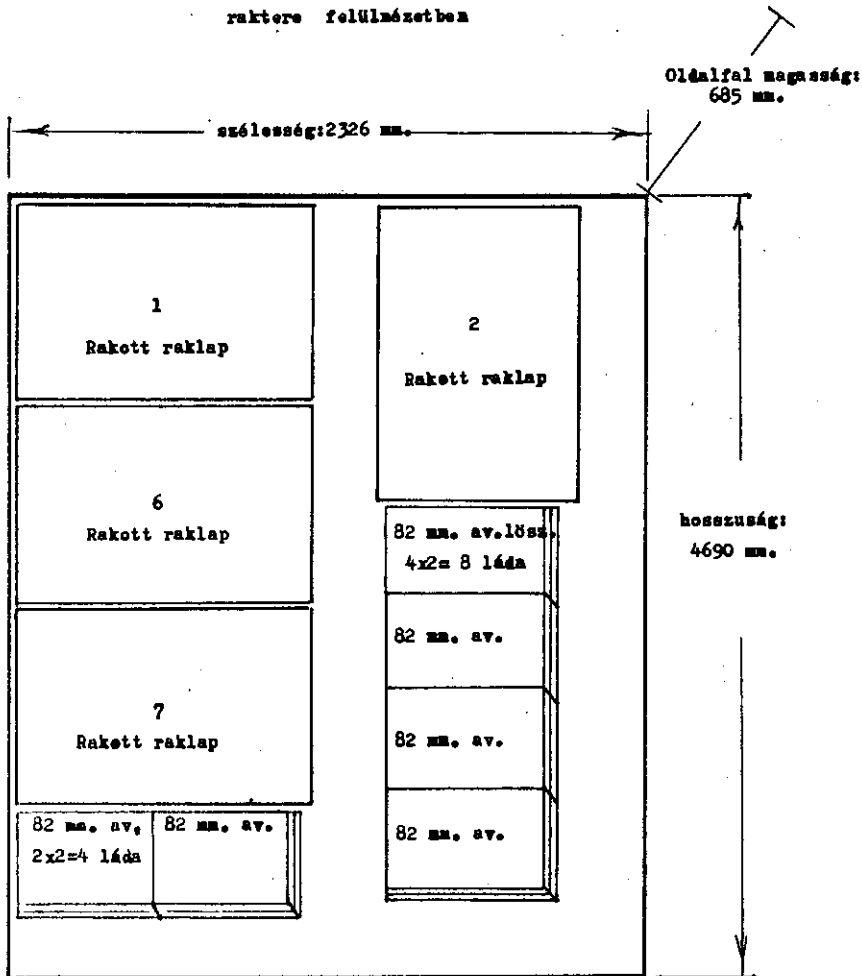 raktere felülnézetben
Oldalfal magasság:
685 mm.
szélesség:2326 mm.
1
Rakott raklap
2
Rakott raklap
6
Rakott raklap
hosszuság:
4690 mm.
82 mm. av.lösz.
4x2= 8 láda
82 mm. av.
7
Rakott raklap
82 mm. av.
82 mm. av. 82 mm. av.
2x2=4 láda
82 mm. av.